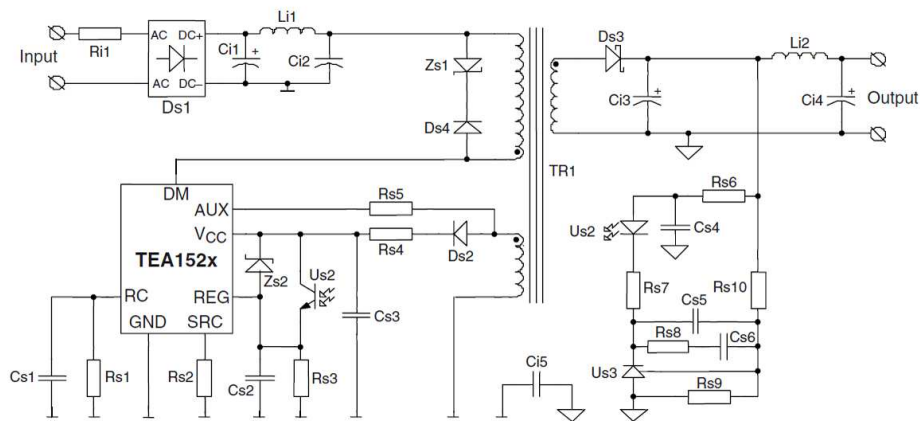 Input
Ri1
AC DC+
AC DC−
Ds1
Li1
Ci1 +
Ci2
Zs1
Ds4
TR1
Ds3
Ci3 +
Li2
Ci4 +
Output
DM
AUX
VCC
TEA152x
RC
REG
GND SRC
Rs5
Rs4
Ds2
Zs2
Us2
Cs3
Cs1
Rs1
Rs2
Cs2
Rs3
Ci5
Rs6
Us2
Cs4
Rs7
Rs10
Cs5
Rs8
Cs6
Us3
Rs9